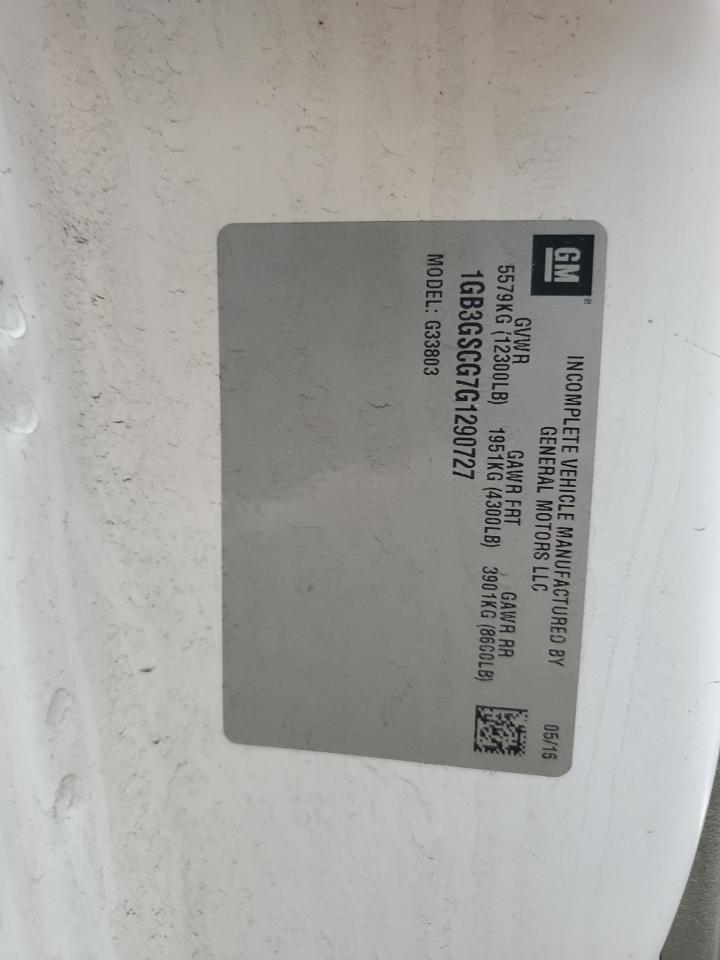 GM
INCOMPLETE VEHICLE MANUFACTURED BY
GENERAL MOTORS LLC
05/16
GVWR GAWR FRT GAWR RR
5579KG (12300LB) 1951KG (4300LB) 3901KG (8600LB)
1GB3GSCG7G1290727
MODEL: G33803